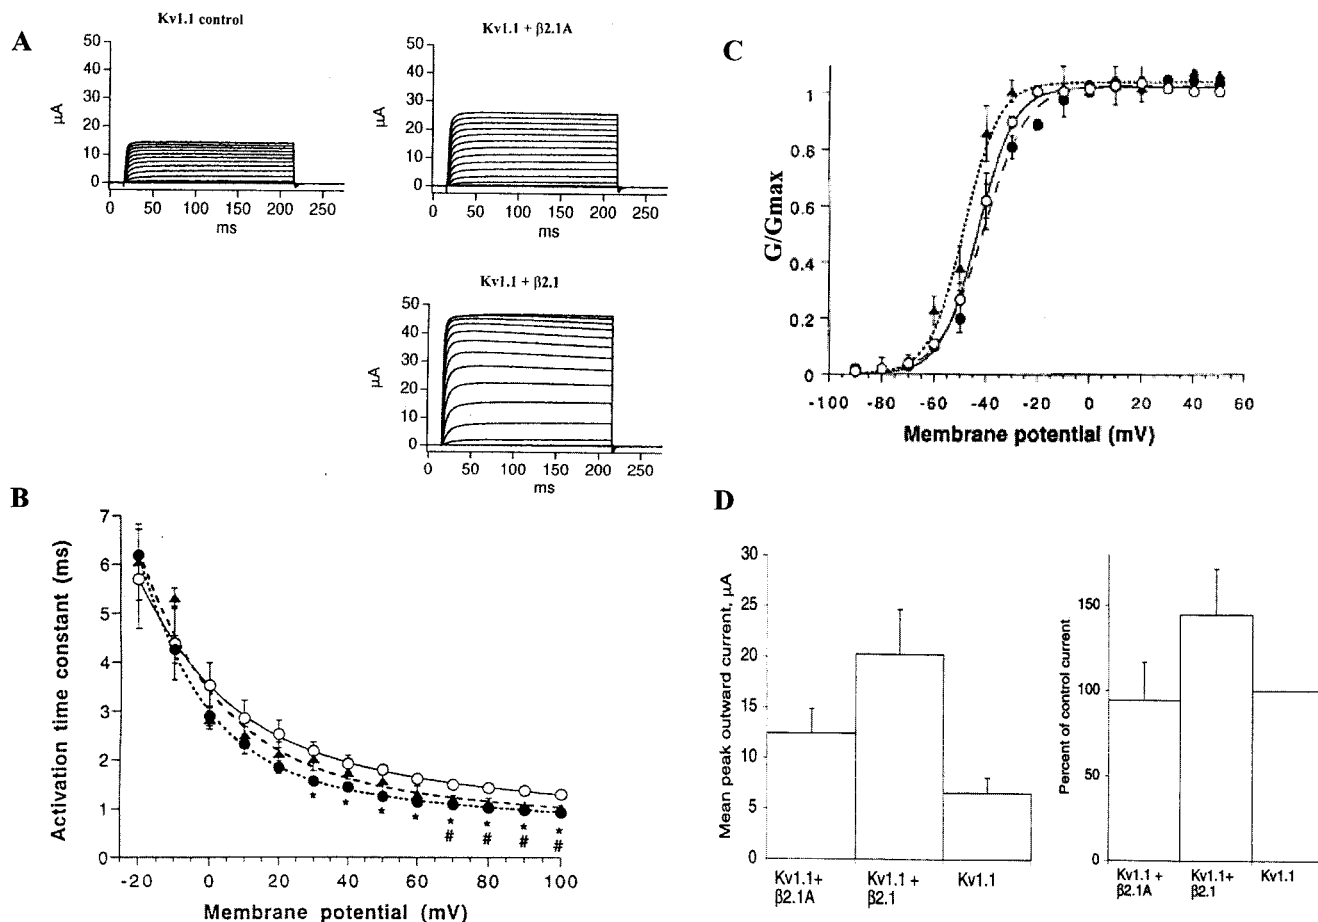 A
Kv1.1 control
50
40
30
20
10
0
μA
0 50 100 150 200 250
ms
Kv1.1 + β2.1A
50
40
30
20
10
0
μA
0 50 100 150 200 250
ms
Kv1.1 + β2.1
50
40
30
20
10
0
μA
0 50 100 150 200 250
ms
B
7
6
5
4
3
2
1
0
Activation time constant (ms)
* * * * * * * *
# # # #
-20 0 20 40 60 80 100
Membrane potential (mV)
C
1
0.8
0.6
0.4
0.2
0
G/Gmax
-100 -80 -60 -40 -20 0 20 40 60
Membrane potential (mV)
D
30
25
20
15
10
5
0
Mean peak outward current, μA
Kv1.1+
β2.1A
Kv1.1 +
β2.1
Kv1.1
150
100
50
0
Percent of control current
Kv1.1 +
β2.1A
Kv1.1+
β2.1
Kv1.1